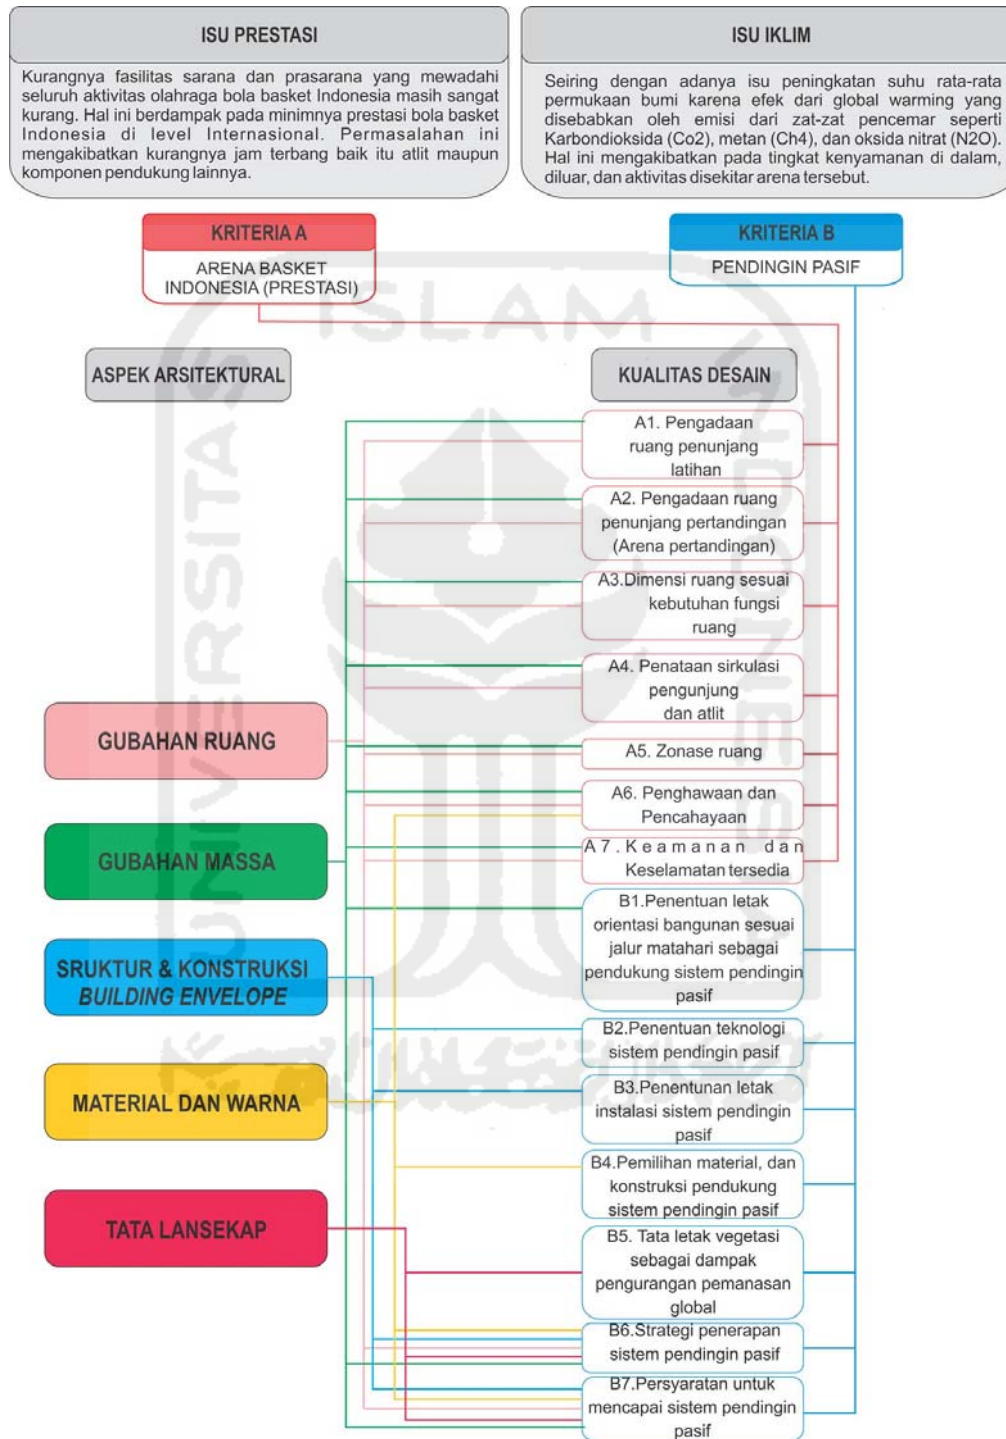 ISU PRESTASI
Kurangnya fasilitas sarana dan prasarana yang mewadahi
seluruh aktivitas olahraga bola basket Indonesia masih sangat
kurang. Hal ini berdampak pada minimnya prestasi bola basket
Indonesia di level Internasional. Permasalahan ini
mengakibatkan kurangnya jam terbang baik itu atlit maupun
komponen pendukung lainnya.
ISU IKLIM
Seiring dengan adanya isu peningkatan suhu rata-rata
permukaan bumi karena efek dari global warming yang
disebabkan oleh emisi dari zat-zat pencemar seperti
Karbondioksida (Co2), metan (Ch4), dan oksida nitrat (N2O).
Hal ini mengakibatkan pada tingkat kenyamanan di dalam,
diluar, dan aktivitas disekitar arena tersebut.
KRITERIA A
ARENA BASKET
INDONESIA (PRESTASI)
KRITERIA B
PENDINGIN PASIF
ASPEK ARSITEKTURAL
KUALITAS DESAIN
A1. Pengadaan
ruang penunjang
latihan
A2. Pengadaan ruang
penunjang pertandingan
(Arena pertandingan)
A3.Dimensi ruang sesuai
kebutuhan fungsi
ruang
A4. Penataan sirkulasi
pengunjung
dan atlit
GUBAHAN RUANG
A5. Zonase ruang
A6. Penghawaan dan
Pencahayaan
GUBAHAN MASSA
A7. Keamanan dan
Keselamatan tersedia
B1.Penentuan letak
orientasi bangunan sesuai
jalur matahari sebagai
pendukung sistem pendingin
pasif
SRUKTUR & KONSTRUKSI
BUILDING ENVELOPE
B2.Penentuan teknologi
sistem pendingin pasif
MATERIAL DAN WARNA
B3.Penentunan letak
instalasi sistem pendingin
pasif
B4.Pemilihan material, dan
konstruksi pendukung
sistem pendingin pasif
TATA LANSEKAP
B5. Tata letak vegetasi
sebagai dampak
pengurangan pemanasan
global
B6.Strategi penerapan
sistem pendingin pasif
B7.Persyaratan untuk
mencapai sistem pendingin
pasif
UNIVERSITAS
ISLAM
INDONESIA